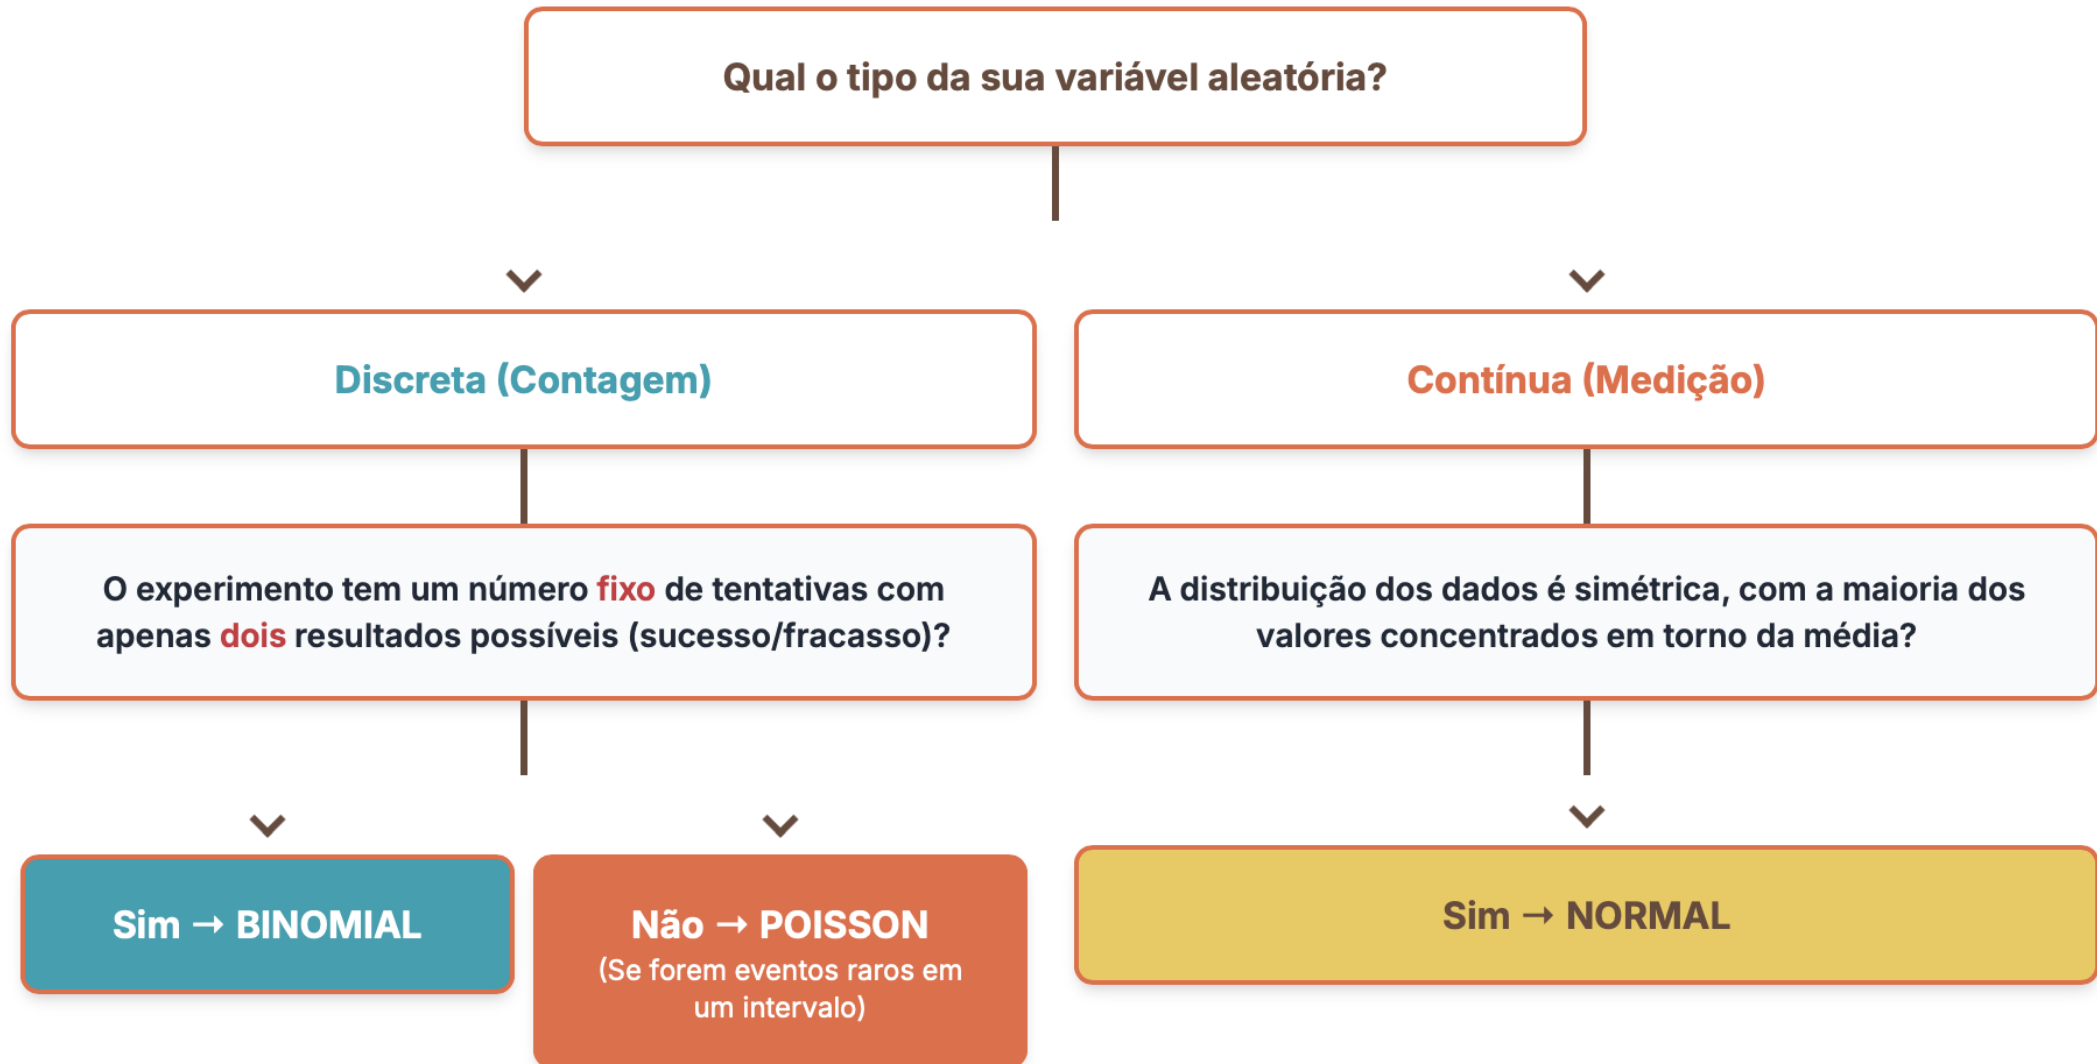 Qual o tipo da sua variável aleatória?
Discreta (Contagem)
Contínua (Medição)
O experimento tem um número fixo de tentativas com
apenas dois resultados possíveis (sucesso/fracasso)?
A distribuição dos dados é simétrica, com a maioria dos
valores concentrados em torno da média?
Sim → BINOMIAL
Não → POISSON
(Se forem eventos raros em
um intervalo)
Sim → NORMAL